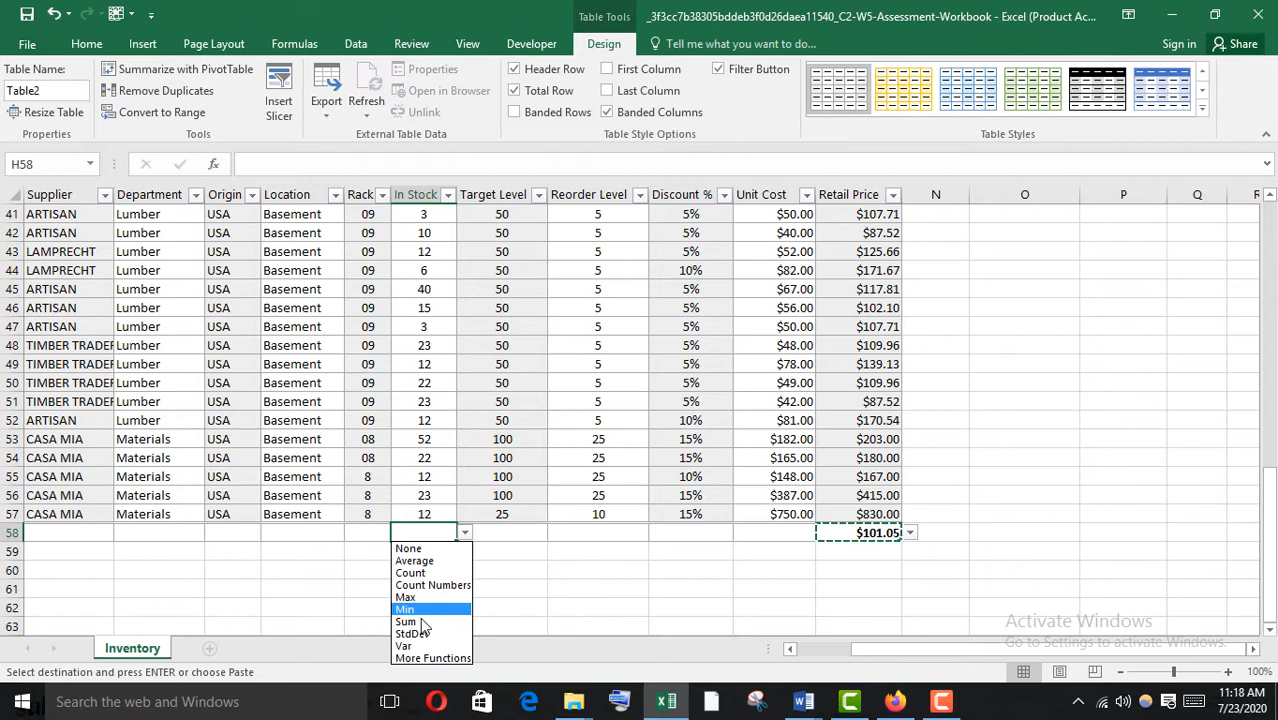 Table Tools
_3f3cc7b38305bddeb3f0d26daea11540_C2-W5-Assessment-Workbook - Excel (Product Ac...
File Home Insert Page Layout Formulas Data Review View Developer Design Tell me what you want to do... Sign in Share
Table Name:
Table2
Resize Table
Properties
Summarize with PivotTable
Remove Duplicates
Convert to Range
Insert
Slicer
Tools
Export
Refresh
Properties
Open in Browser
Unlink
External Table Data
Header Row
Total Row
Banded Rows
First Column
Last Column
Banded Columns
Filter Button
Table Style Options
Table Styles
H58
fx
Supplier Department Origin Location Rack In Stock Target Level Reorder Level Discount % Unit Cost Retail Price N O P Q R
41 ARTISAN Lumber USA Basement 09 3 50 5 5% $50.00 $107.71
42 ARTISAN Lumber USA Basement 09 10 50 5 5% $40.00 $87.52
43 LAMPRECHT Lumber USA Basement 09 12 50 5 5% $52.00 $125.66
44 LAMPRECHT Lumber USA Basement 09 6 50 5 10% $82.00 $171.67
45 ARTISAN Lumber USA Basement 09 40 50 5 5% $67.00 $117.81
46 ARTISAN Lumber USA Basement 09 15 50 5 5% $56.00 $102.10
47 ARTISAN Lumber USA Basement 09 3 50 5 5% $50.00 $107.71
48 TIMBER TRADER Lumber USA Basement 09 23 50 5 5% $48.00 $109.96
49 TIMBER TRADER Lumber USA Basement 09 12 50 5 5% $78.00 $139.13
50 TIMBER TRADER Lumber USA Basement 09 22 50 5 5% $49.00 $109.96
51 TIMBER TRADER Lumber USA Basement 09 23 50 5 5% $42.00 $87.52
52 ARTISAN Lumber USA Basement 09 12 50 5 10% $81.00 $170.54
53 CASA MIA Materials USA Basement 08 52 100 25 15% $182.00 $203.00
54 CASA MIA Materials USA Basement 08 22 100 25 15% $165.00 $180.00
55 CASA MIA Materials USA Basement 8 12 100 25 10% $148.00 $167.00
56 CASA MIA Materials USA Basement 8 23 100 25 15% $387.00 $415.00
57 CASA MIA Materials USA Basement 8 12 25 10 15% $750.00 $830.00
58 $101.05
59
60
61
62
63
None
Average
Count
Count Numbers
Max
Min
Sum
StdDev
Var
More Functions
Activate Windows
Go to Settings to activate Windows.
Inventory
Select destination and press ENTER or choose Paste
100%
Search the web and Windows
11:18 AM
7/23/2020